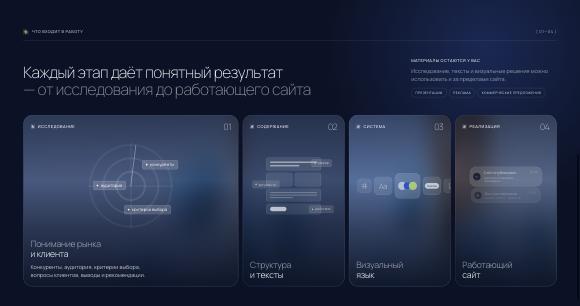 ЧТО ВХОДИТ В РАБОТУ
[ 01—04 ]
Каждый этап даёт понятный результат
— от исследования до работающего сайта
МАТЕРИАЛЫ ОСТАЮТСЯ У ВАС
Исследование, тексты и визуальные решения можно
использовать и за пределами сайта.
ПРЕЗЕНТАЦИИ
РЕКЛАМА
КОММЕРЧЕСКИЕ ПРЕДЛОЖЕНИЯ
ИССЛЕДОВАНИЕ
01
конкуренты
аудитория
критерии выбора
Понимание рынка
и клиента
Конкуренты, аудитория, критерии выбора,
вопросы клиентов, выводы и рекомендации.
СОДЕРЖАНИЕ
02
Структура
и тексты
СИСТЕМА
03
Aa
Визуальный
язык
РЕАЛИЗАЦИЯ
04
Работающий
сайт